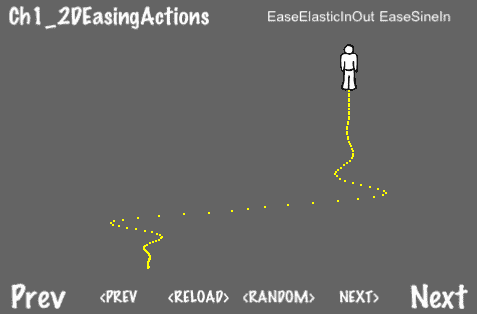 Ch1_2DEasingActions
EaseElasticInOut EaseSineIn
Prev <PREV <RELOAD> <RANDOM> NEXT> Next